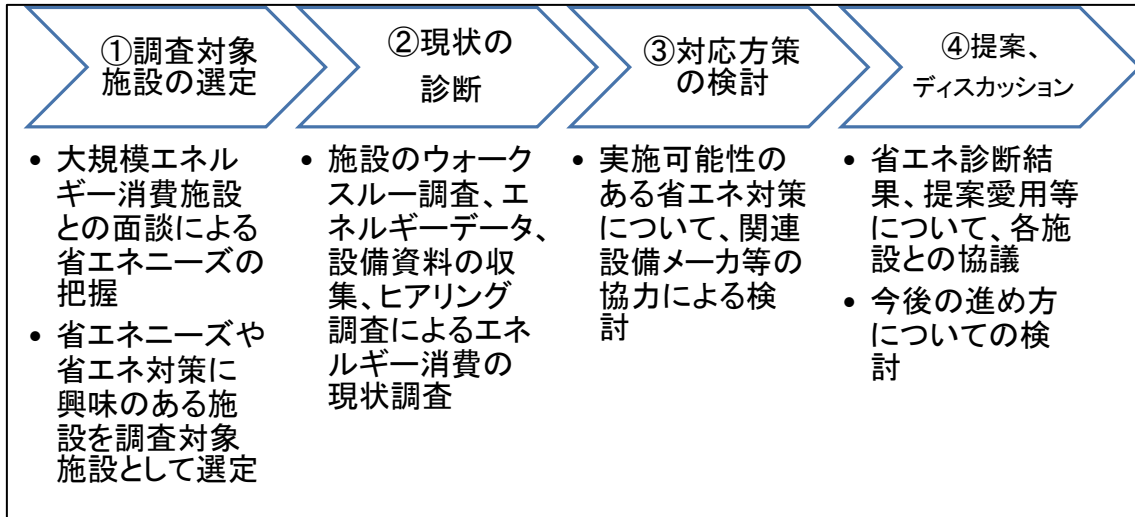 ①調査対象
施設の選定
• 大規模エネル
ギー消費施設
との面談による
省エネニーズの
把握
• 省エネニーズや
省エネ対策に
興味のある施
設を調査対象
施設として選定
②現状の
診断
• 施設のウォーク
スルー調査、エ
ネルギーデータ、
設備資料の収
集、ヒアリング
調査によるエネ
ルギー消費の
現状調査
③対応方策
の検討
• 実施可能性の
ある省エネ対策
について、関連
設備メーカ等の
協力による検
討
④提案、
ディスカッション
• 省エネ診断結
果、提案愛用等
について、各施
設との協議
• 今後の進め方
についての検
討